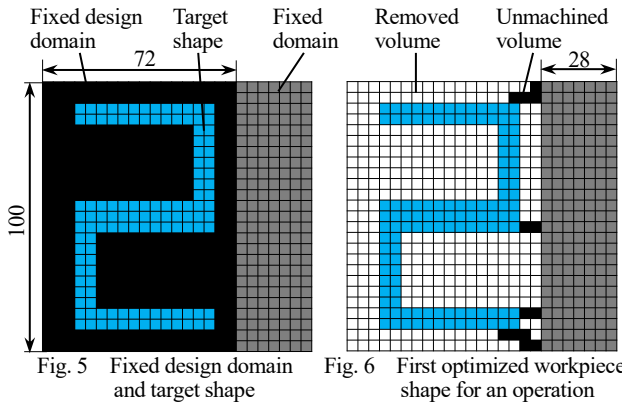 Fixed design
domain
Target
shape
Fixed
domain
72
100
Fig. 5 Fixed design domain
and target shape
Removed
volume
Unmachined
volume
28
Fig. 6 First optimized workpiece
shape for an operation